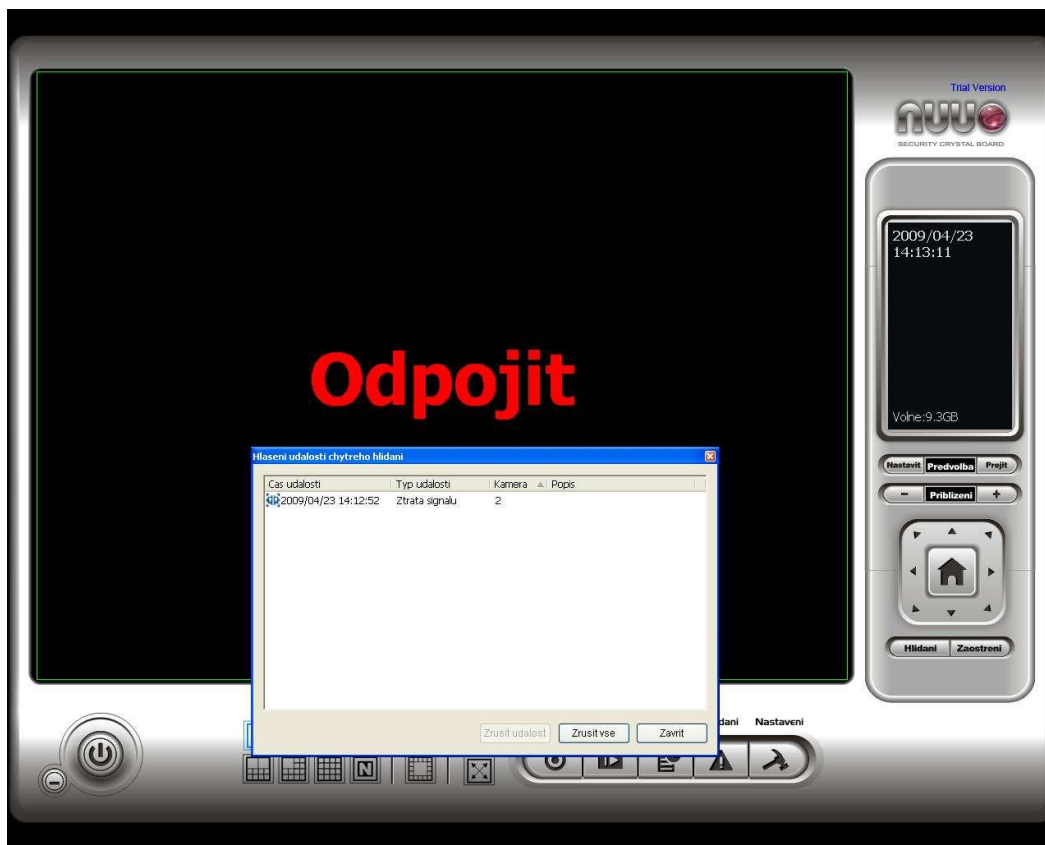 Trial Version
nuuo
SECURITY CRYSTAL BOARD
2009/04/23
14:13:11
Volne:9.3GB
Nastavit Predvolba Prejit
- Priblizeni +
Hlidani Zaostreni
Odpojit
Hlaseni udalosti chytreho hlidani
Cas udalosti Typ udalosti Kamera Popis
2009/04/23 14:12:52 Ztrata signalu 2
Zrusit udalost Zrusit vse Zavrit
dani Nastaveni
N